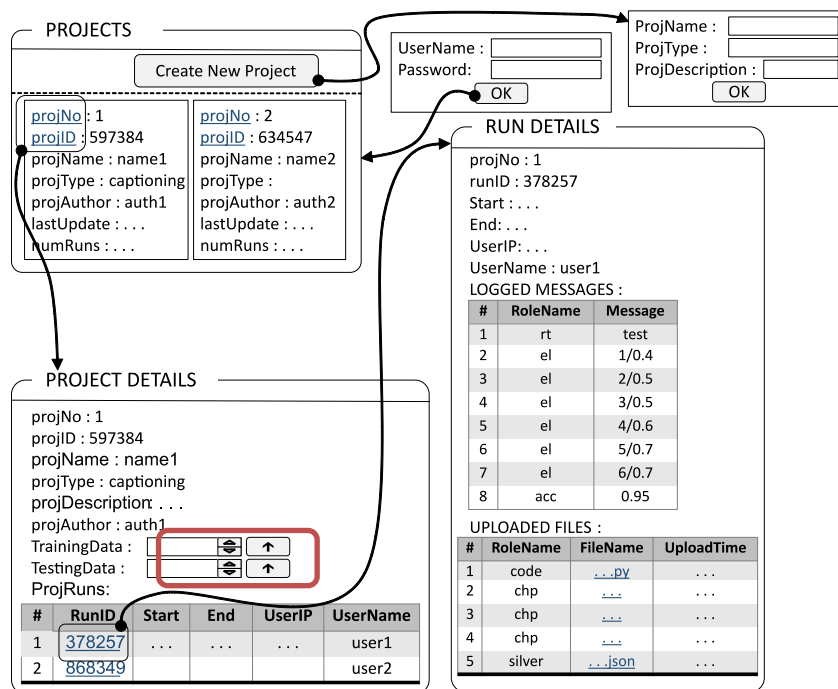 PROJECTS
Create New Project
projNo : 1
projID : 597384
projName : name1
projType : captioning
projAuthor : auth1
lastUpdate : . . .
numRuns : . . .
projNo : 2
projID : 634547
projName : name2
projType :
projAuthor : auth2
lastUpdate : . . .
numRuns : . . .
UserName :
Password:
OK
ProjName :
ProjType :
ProjDescription :
OK
PROJECT DETAILS
projNo : 1
projID : 597384
projName : name1
projType : captioning
projDescription: . . .
projAuthor : auth1
TrainingData :
TestingData :
ProjRuns:
# RunID Start End UserIP UserName
1 378257 . . . . . . . . . user1
2 868349 user2
RUN DETAILS
projNo : 1
runID : 378257
Start : . . .
End: . . .
UserIP: . . .
UserName : user1
LOGGED MESSAGES :
# RoleName Message
1 rt test
2 el 1/0.4
3 el 2/0.5
4 el 3/0.5
5 el 4/0.6
6 el 5/0.7
7 el 6/0.7
8 acc 0.95
UPLOADED FILES :
# RoleName FileName UploadTime
1 code . . .py . . .
2 chp . . . . . .
3 chp . . . . . .
4 chp . . . . . .
5 silver . . .json . . .